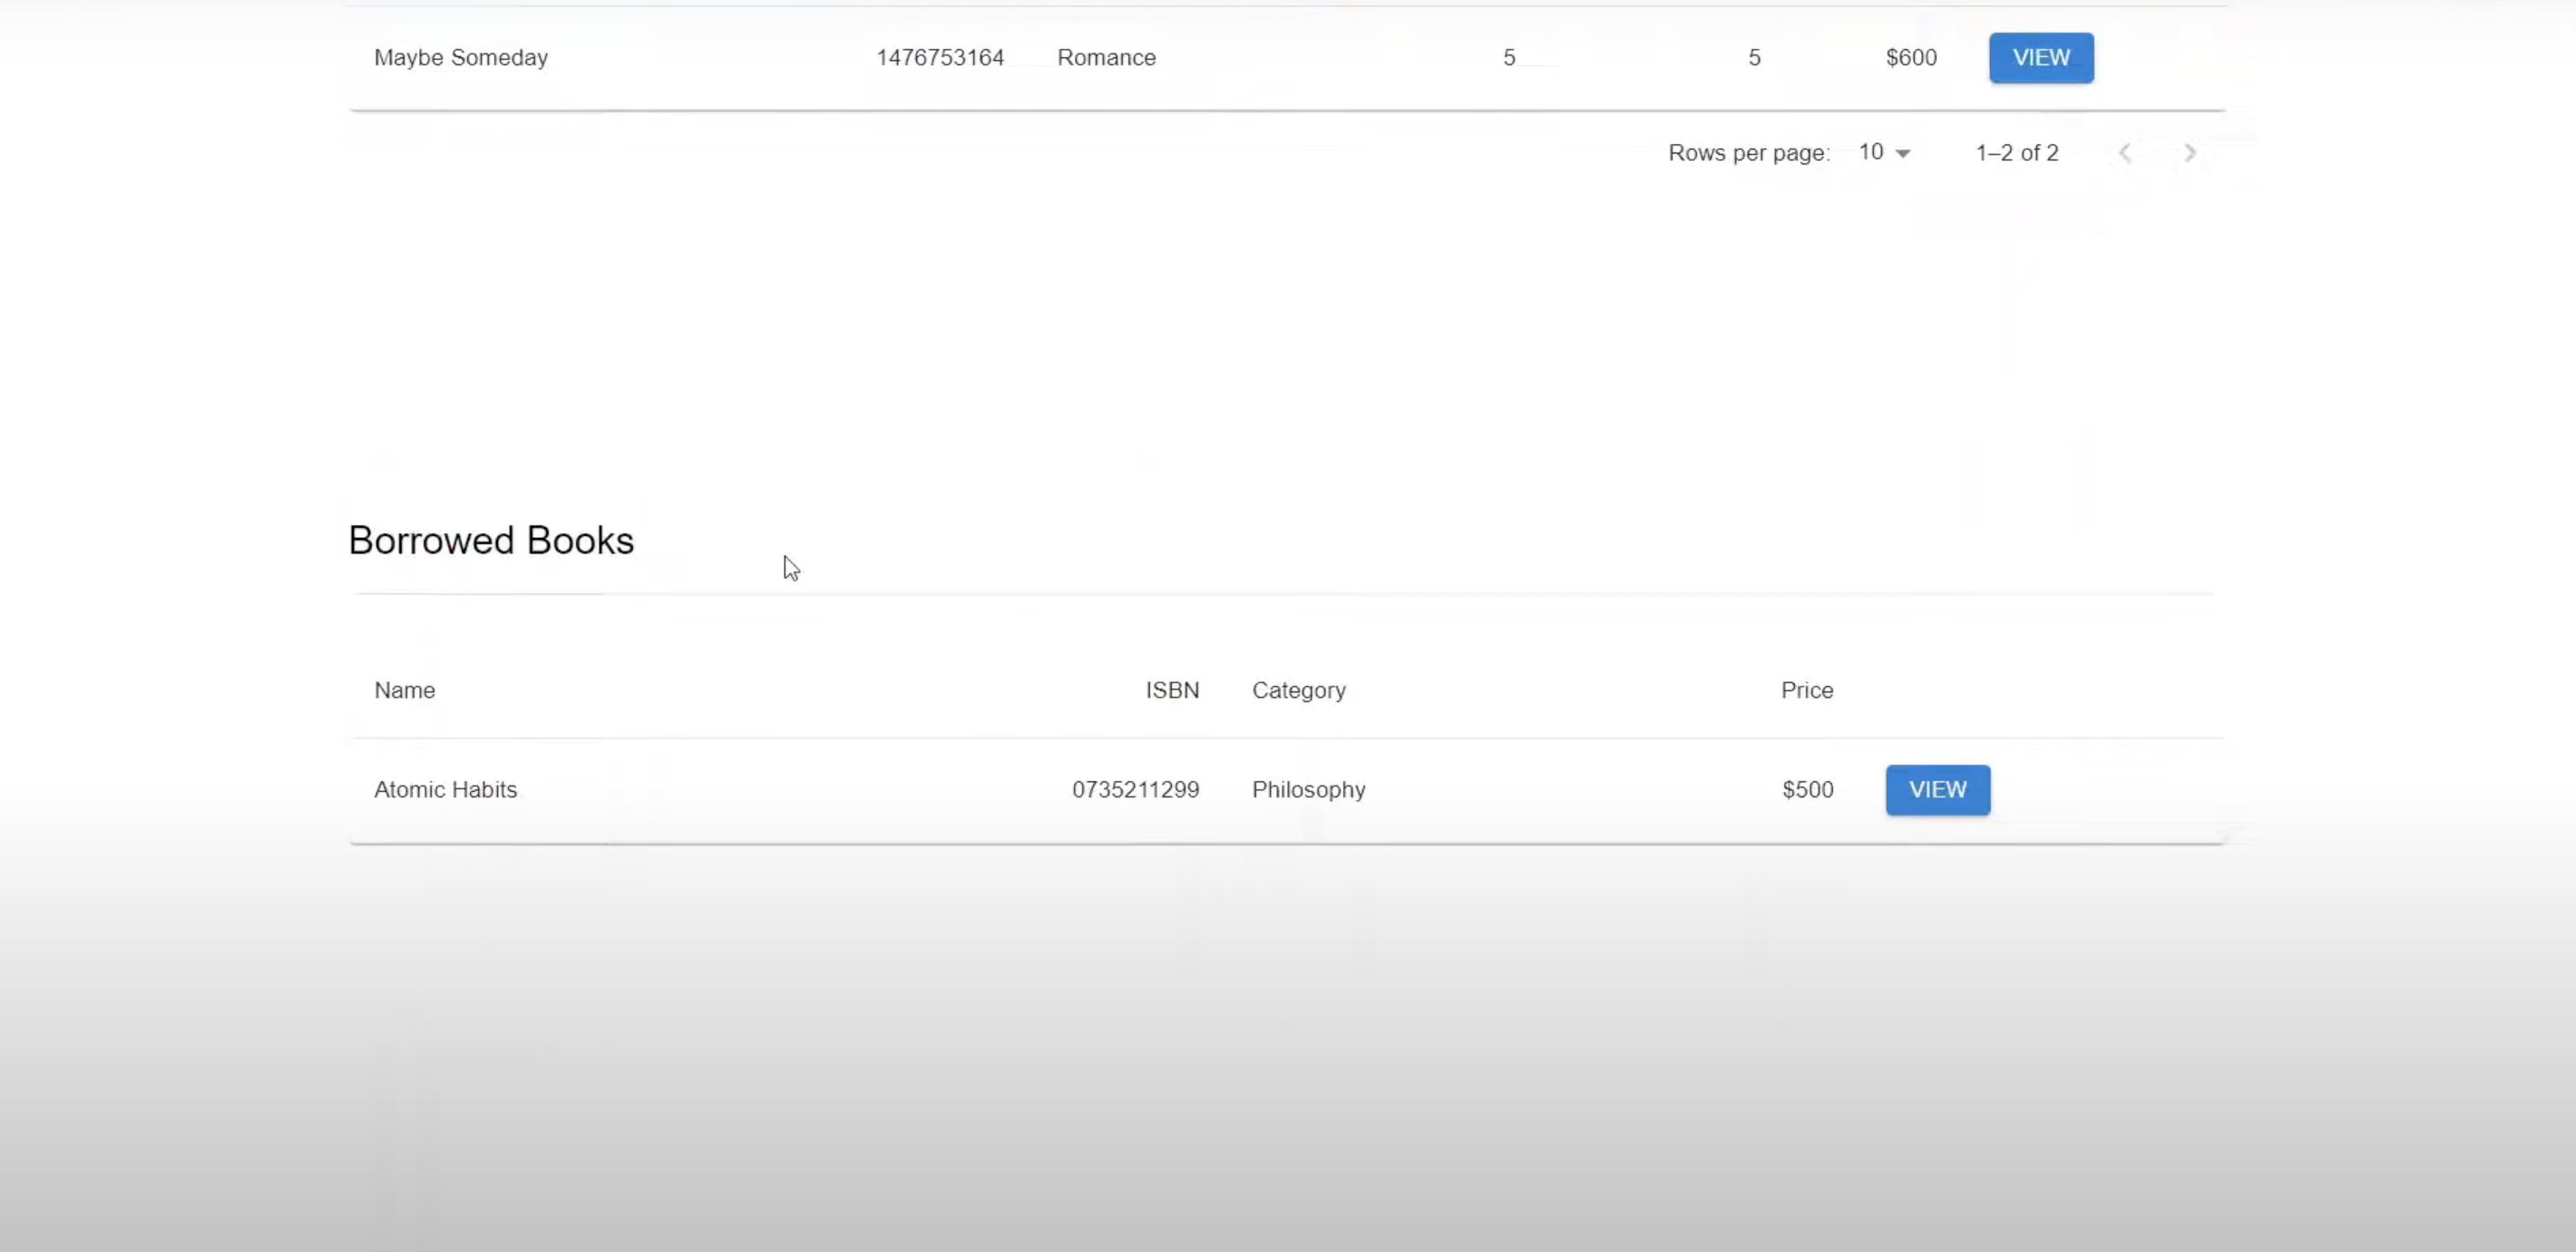 Maybe Someday 1476753164 Romance 5 5 $600 VIEW
Rows per page: 10 1–2 of 2
Borrowed Books
Name ISBN Category Price
Atomic Habits 0735211299 Philosophy $500 VIEW